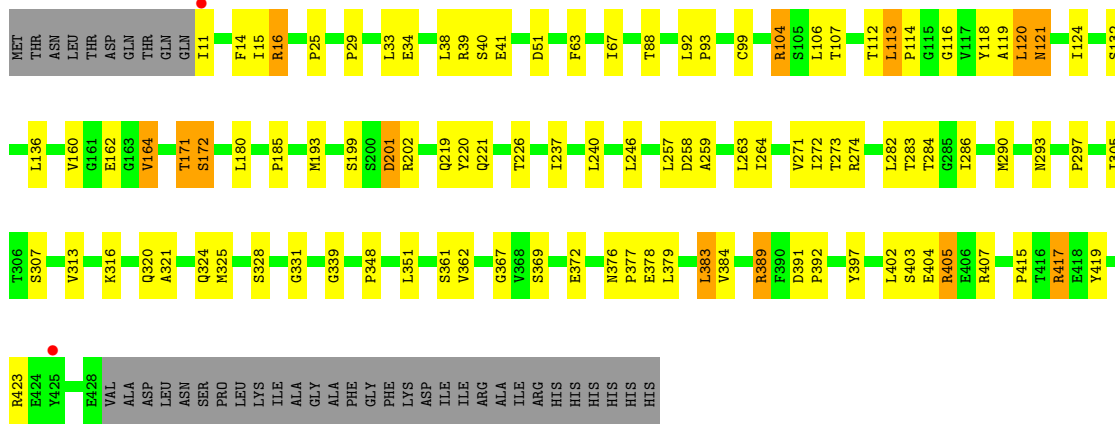 MET THR ASN LEU THR ASP GLN THR GLN GLN I11 F14 I15 R16 P25 P29 L33 E34 L38 R39 S40 E41 D51 F63 I67 T88 L92 P93 C99 R104 S105 L106 T107 T112 L113 P114 G115 G116 V117 Y118 A119 L120 N121 I124 S132
L136 V160 G161 E162 G163 V164 T171 S172 L180 P185 M193 S199 S200 D201 R202 Q219 Y220 Q221 T226 I237 L240 L246 L257 D258 A259 L263 I264 V271 I272 T273 R274 L282 T283 T284 G285 I286 M290 N293 P297
T306 S307 V313 K316 Q320 A321 Q324 M325 S328 G331 G339 P348 L351 S361 V362 G367 V368 S369 E372 N376 P377 E378 L379 L383 V384 R389 F390 D391 P392 Y397 L402 S403 E404 R405 E406 R407 P415 T416 R417 E418 Y419
R423 E424 Y425 E428 VAL ALA ASP LEU ASN SER PRO LEU LYS ILE ALA GLY ALA PHE GLY PHE LYS ASP ILE ILE ARG ALA ILE ARG HIS HIS HIS HIS HIS HIS